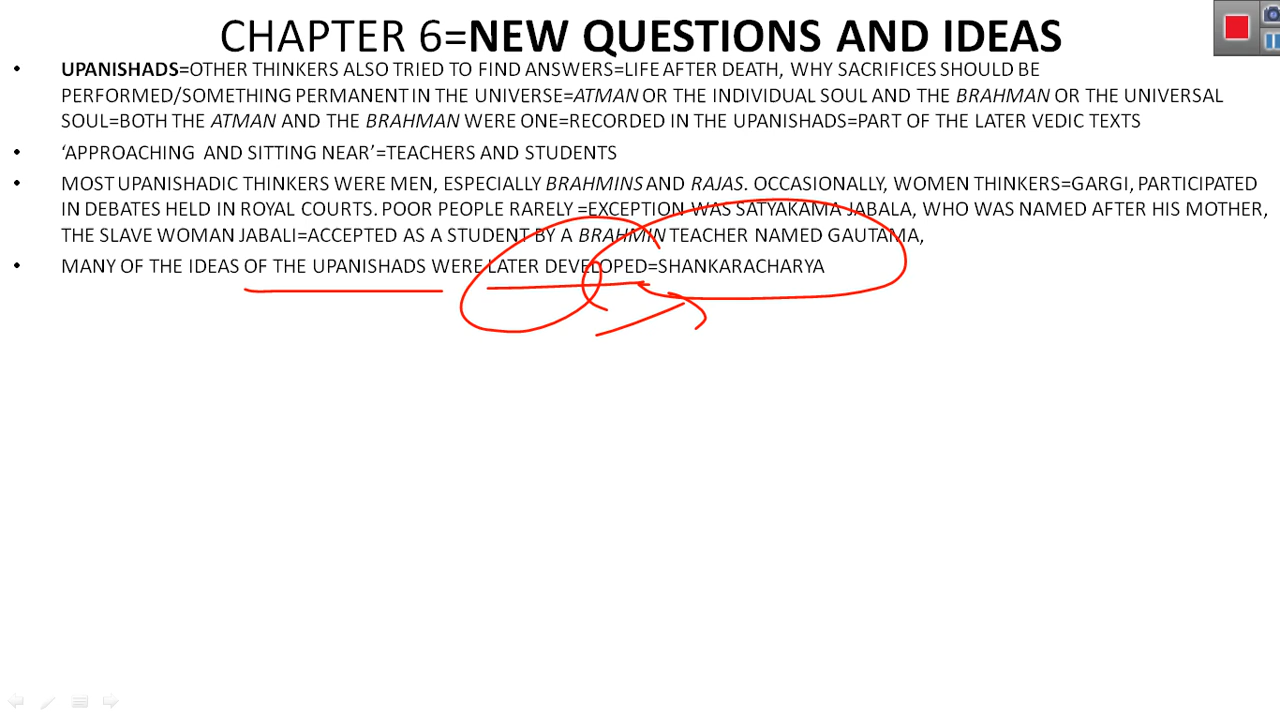 CHAPTER 6=NEW QUESTIONS AND IDEAS
• UPANISHADS=OTHER THINKERS ALSO TRIED TO FIND ANSWERS=LIFE AFTER DEATH, WHY SACRIFICES SHOULD BE
PERFORMED/SOMETHING PERMANENT IN THE UNIVERSE=ATMAN OR THE INDIVIDUAL SOUL AND THE BRAHMAN OR THE UNIVERSAL
SOUL=BOTH THE ATMAN AND THE BRAHMAN WERE ONE=RECORDED IN THE UPANISHADS=PART OF THE LATER VEDIC TEXTS
• ‘APPROACHING AND SITTING NEAR’=TEACHERS AND STUDENTS
• MOST UPANISHADIC THINKERS WERE MEN, ESPECIALLY BRAHMINS AND RAJAS. OCCASIONALLY, WOMEN THINKERS=GARGI, PARTICIPATED
IN DEBATES HELD IN ROYAL COURTS. POOR PEOPLE RARELY =EXCEPTION WAS SATYAKAMA JABALA, WHO WAS NAMED AFTER HIS MOTHER,
THE SLAVE WOMAN JABALI=ACCEPTED AS A STUDENT BY A BRAHMIN TEACHER NAMED GAUTAMA,
• MANY OF THE IDEAS OF THE UPANISHADS WERE LATER DEVELOPED=SHANKARACHARYA